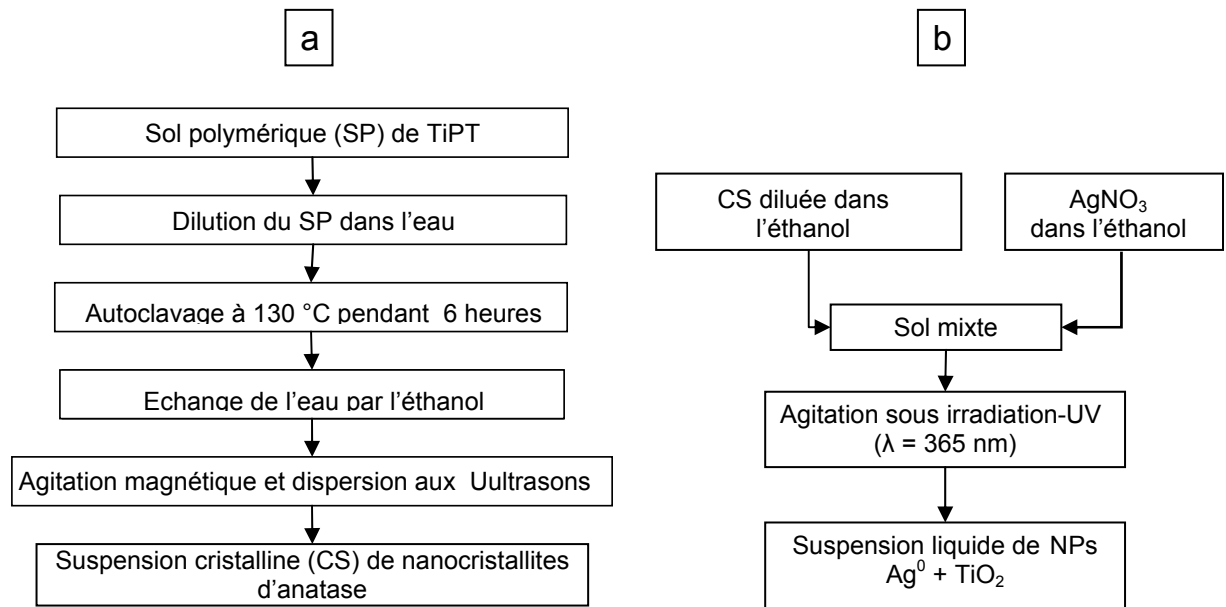 a
Sol polymérique (SP) de TiPT
Dilution du SP dans l'eau
Autoclavage à 130 °C pendant 6 heures
Echange de l'eau par l'éthanol
Agitation magnétique et dispersion aux Uultrasons
Suspension cristalline (CS) de nanocristallites
d'anatase
b
CS diluée dans
l'éthanol
AgNO₃
dans l'éthanol
Sol mixte
Agitation sous irradiation-UV
(λ = 365 nm)
Suspension liquide de NPs
Ag⁰ + TiO₂